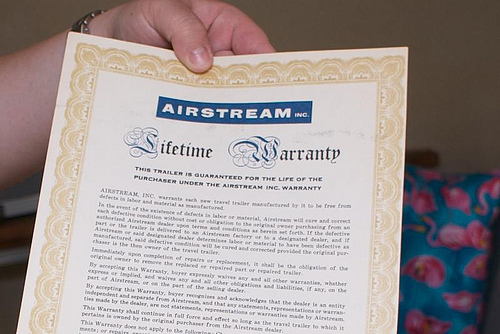 AIRSTREAM INC.
Lifetime Warranty
THIS TRAILER IS GUARANTEED FOR THE LIFE OF THE
PURCHASER UNDER THE AIRSTREAM INC. WARRANTY
AIRSTREAM, INC. warrants each new travel trailer manufactured by it to be free from
defects in labor and material as manufactured.
In the event of the existence of defects in labor or material, Airstream will cure and correct
each defective condition without cost or obligation to the original owner purchasing from an
authorized Airstream dealer upon terms and conditions as herein set forth. If the defective
part or the trailer is delivered to an Airstream factory or to a designated dealer, and if
Airstream or said designated dealer determines labor or material to have been defective as
manufactured, said defective condition will be cured and corrected provided the original pur-
chaser is then owner of the travel trailer.
Immediately upon completion of repairs or replacement, it shall be the obligation of the
original owner to remove the replaced or repaired part or repaired trailer.
By accepting this Warranty, buyer expressly waives any and all other warranties, whether
express or implied, and waives any and all other obligations and liabilities, if any, on the
part of Airstream, or on the part of the selling dealer.
By accepting this Warranty, buyer recognizes and acknowledges that the dealer is an entity
independent and separate from Airstream, and that any statements, representations or warran-
ties made by the dealer, are not statements, representations or warranties made by Airstream.
This Warranty shall continue in full force and effect so long as the travel trailer to which it
pertains is owned by the original purchaser from the Airstream dealer.
This Warranty does not apply to the following: